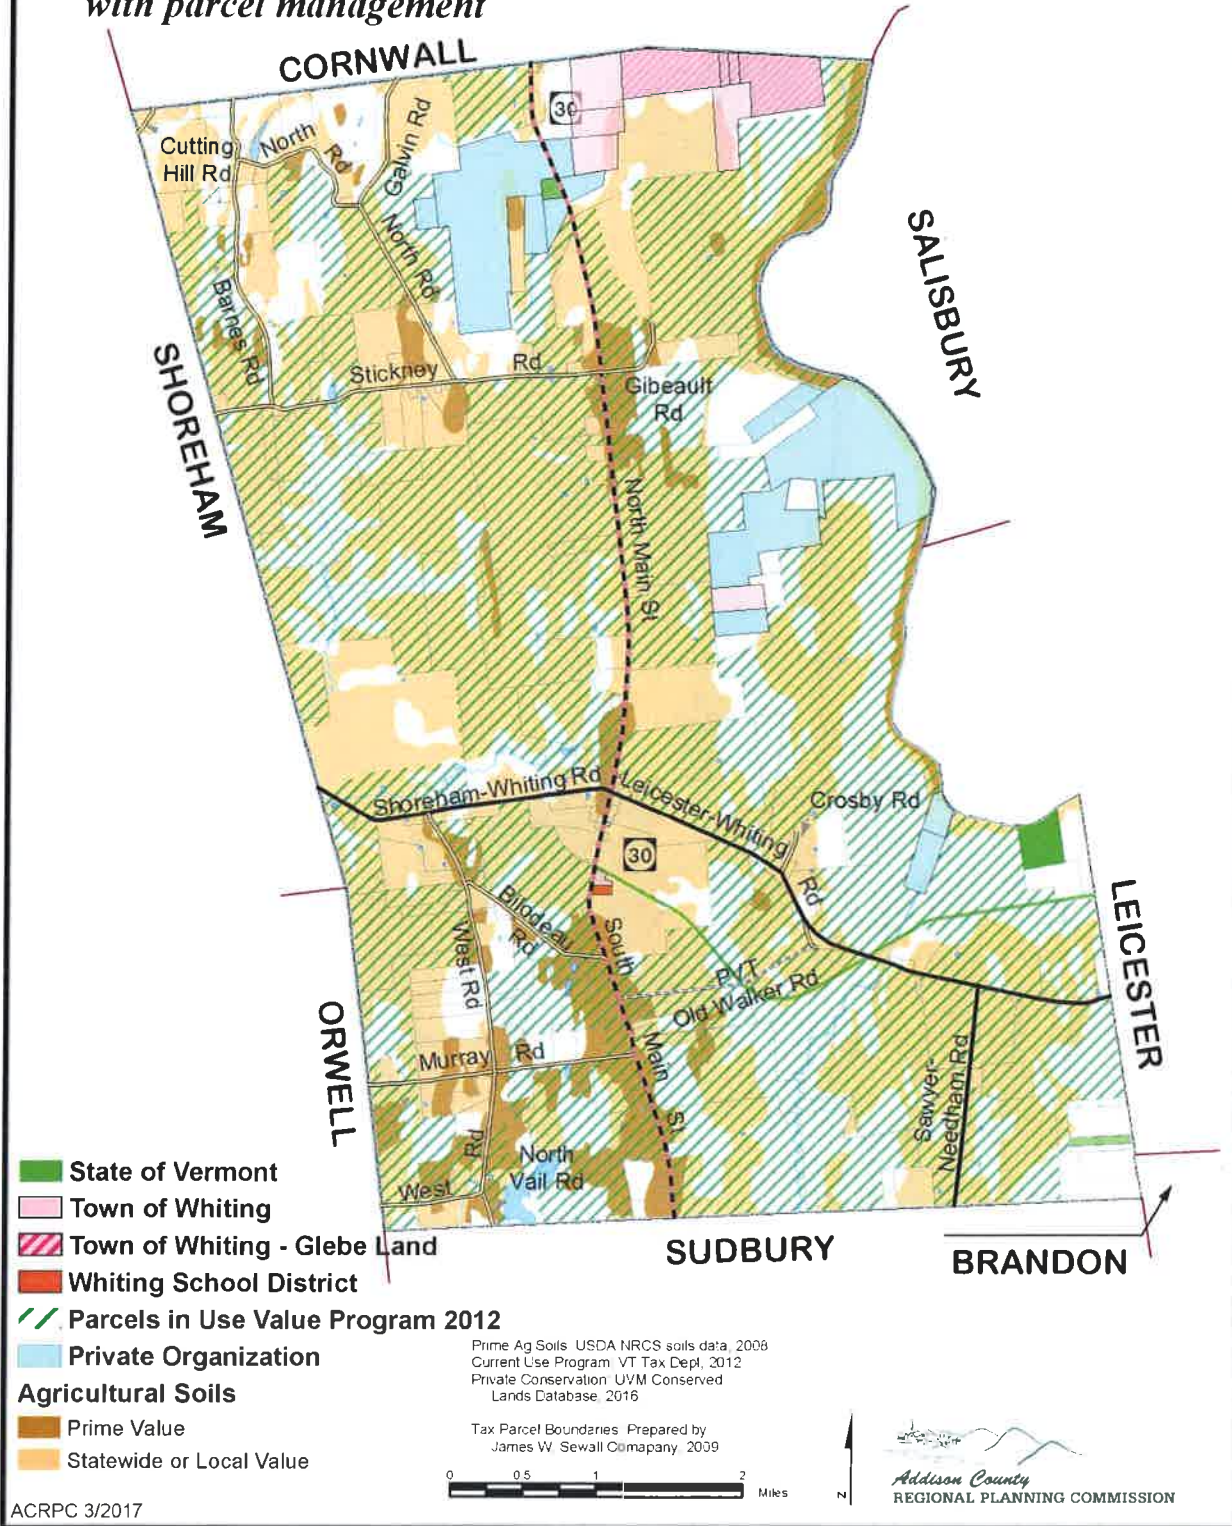 with parcel management
CORNWALL
30
Cutting
Hill Rd
North
Rd
Galvin Rd
North Rd
Barnes Rd
SALISBURY
SHOREHAM
Stickney
Rd
Gibeault
Rd
North Main St
Shoreham-Whiting Rd
Leicester-Whiting
Rd
Crosby Rd
30
Bilodeau
Rd
West Rd
South
Main
St
PVT
Old Walker Rd
LEICESTER
ORWELL
Murray
Rd
Sawyer-
Needham Rd
Rd
West
North
Vail Rd
SUDBURY
BRANDON
State of Vermont
Town of Whiting
Town of Whiting - Glebe Land
Whiting School District
Parcels in Use Value Program 2012
Private Organization
Agricultural Soils
Prime Value
Statewide or Local Value
Prime Ag Soils USDA NRCS soils data, 2008
Current Use Program VT Tax Dept, 2012
Private Conservation UVM Conserved
Lands Database, 2016
Tax Parcel Boundaries Prepared by
James W. Sewall Comapany, 2009
0 0.5 1 2
Miles
N
Addison County
REGIONAL PLANNING COMMISSION
ACRPC 3/2017